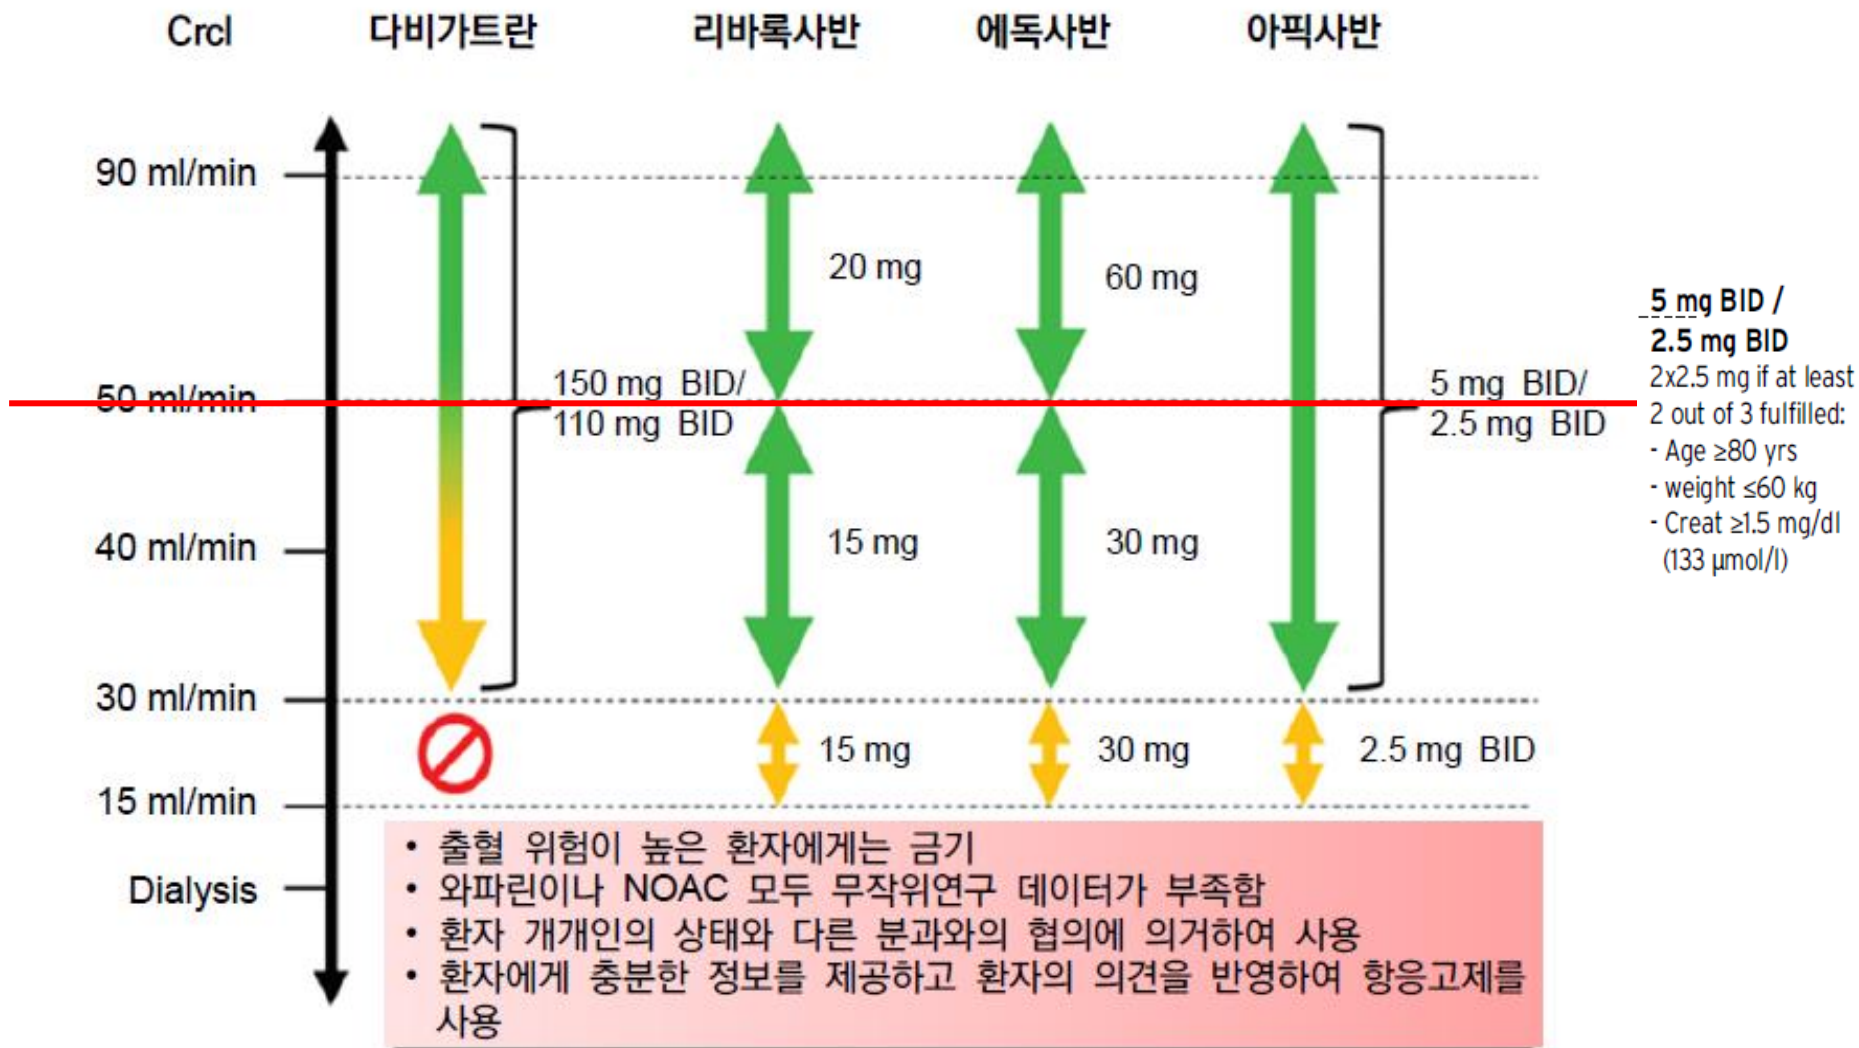 Crcl 다비가트란 리바록사반 에독사반 아픽사반
90 ml/min
20 mg 60 mg
50 ml/min
150 mg BID/
110 mg BID
5 mg BID/
2.5 mg BID
5 mg BID /
2.5 mg BID
2x2.5 mg if at least
2 out of 3 fulfilled:
- Age ≥80 yrs
- weight ≤60 kg
- Creat ≥1.5 mg/dl
(133 µmol/l)
40 ml/min 15 mg 30 mg
30 ml/min
15 mg 30 mg 2.5 mg BID
15 ml/min
Dialysis
• 출혈 위험이 높은 환자에게는 금기
• 와파린이나 NOAC 모두 무작위연구 데이터가 부족함
• 환자 개개인의 상태와 다른 분과와의 협의에 의거하여 사용
• 환자에게 충분한 정보를 제공하고 환자의 의견을 반영하여 항응고제를
사용